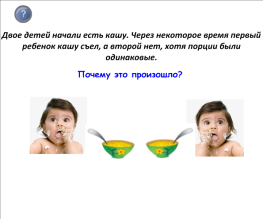 ?
Двое детей начали есть кашу. Через некоторое время первый
ребенок кашу съел, а второй нет, хотя порции были
одинаковые.
Почему это произошло?